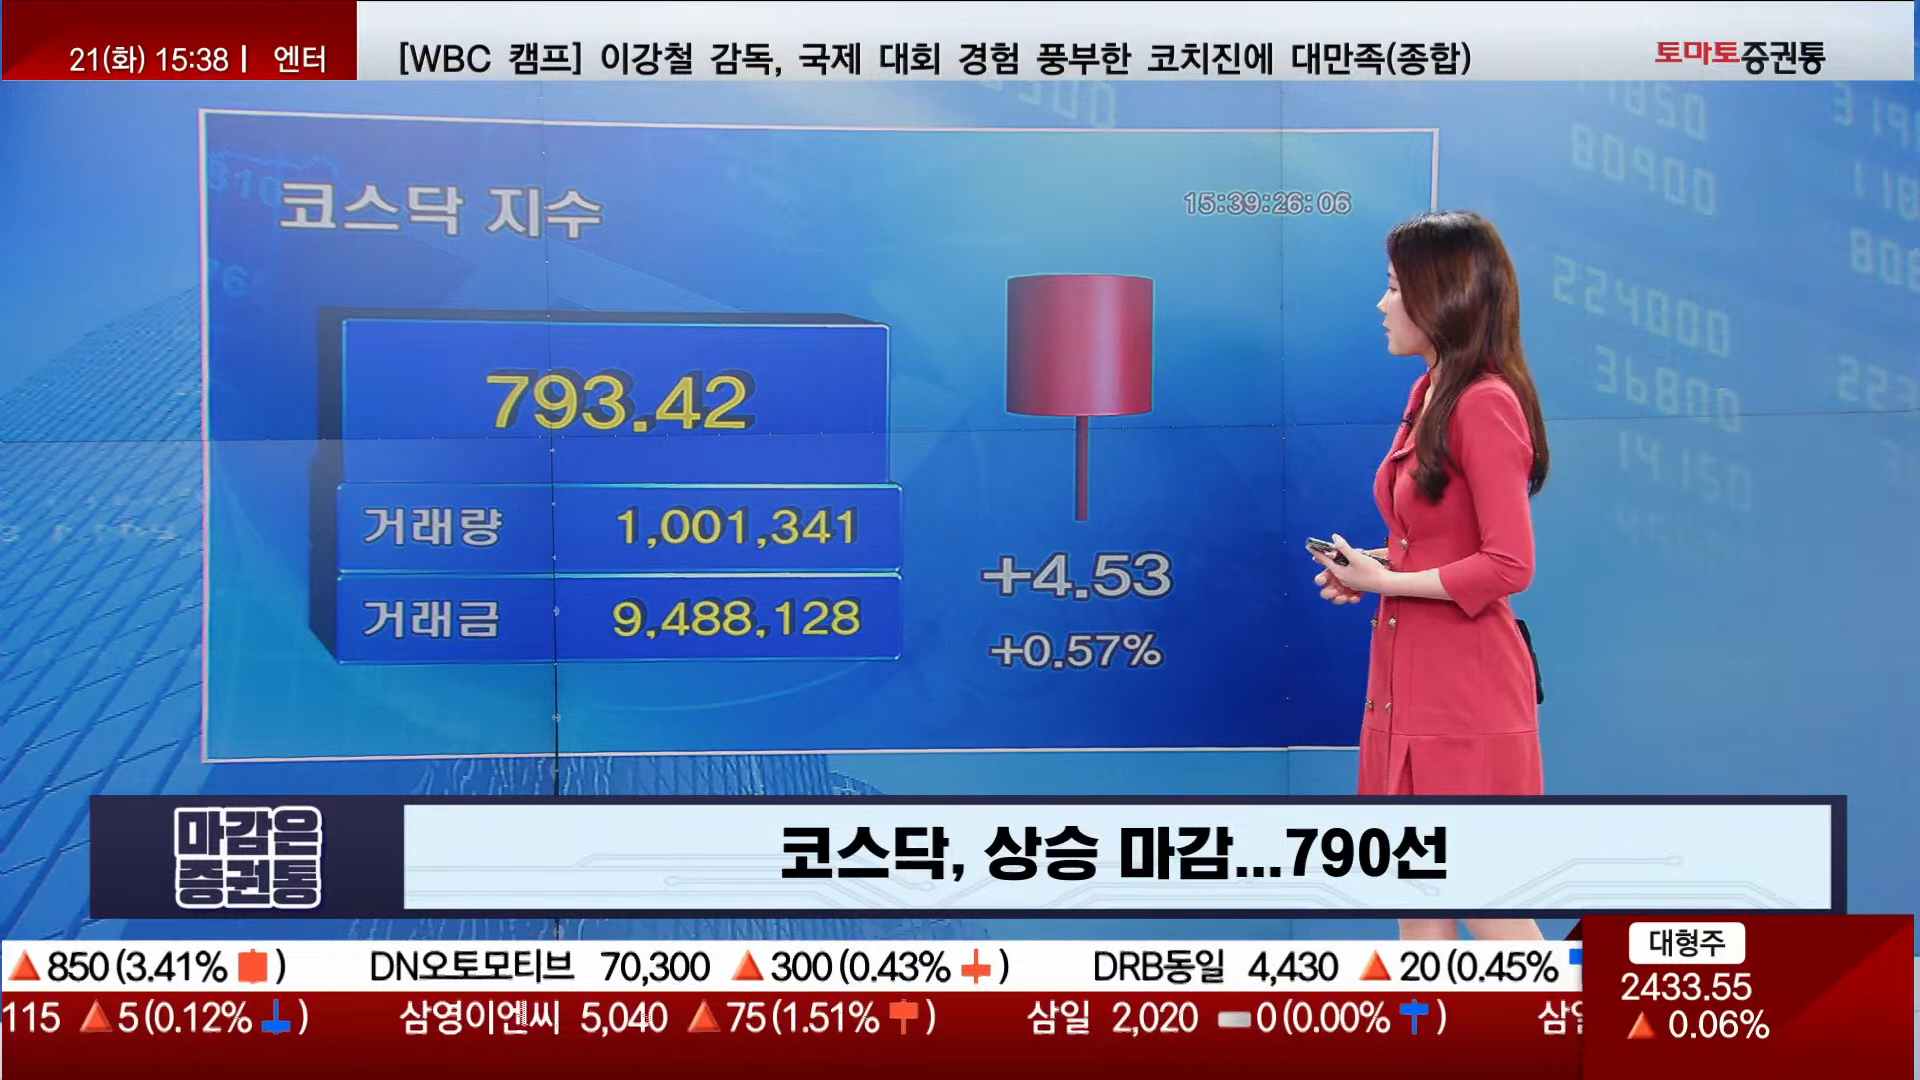 21(화) 15:38 | 엔터
[WBC 캠프] 이강철 감독, 국제 대회 경험 풍부한 코치진에 대만족(종합)
토마토증권통
코스닥 지수
15:39:26:06
793.42
거래량 1,001,341
거래금 9,488,128
+4.53
+0.57%
80900
224000
36800
14150
마감은
증권통
코스닥, 상승 마감...790선
▲850(3.41%) DN오토모티브 70,300 ▲300(0.43%) DRB동일 4,430 ▲20(0.45%
115 ▲5(0.12%) 삼영이엔씨 5,040 ▲75(1.51%) 삼일 2,020 0(0.00%)
대형주
2433.55
▲ 0.06%